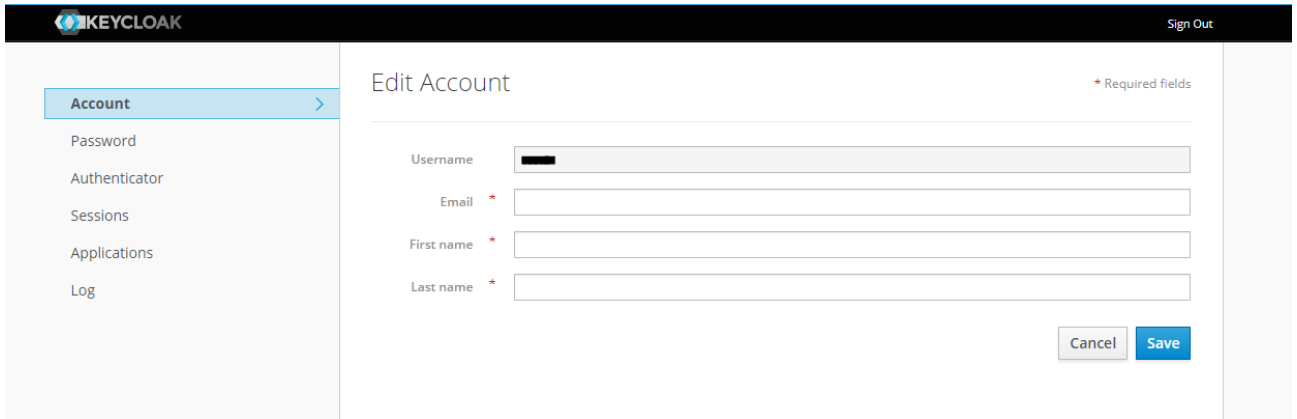 KEYCLOAK
Sign Out
Account
Password
Authenticator
Sessions
Applications
Log
Edit Account
* Required fields
Username
Email *
First name *
Last name *
Cancel
Save